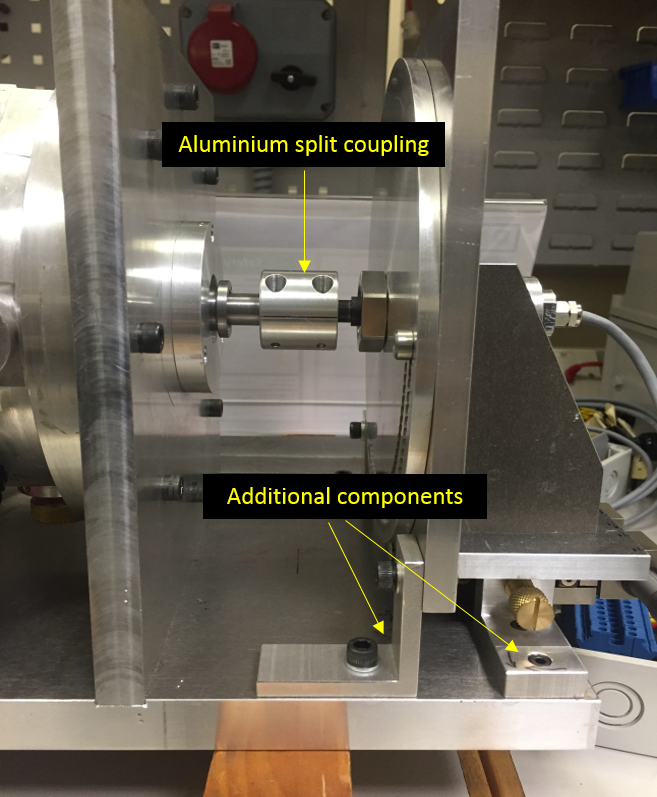 Aluminium split coupling
Additional components